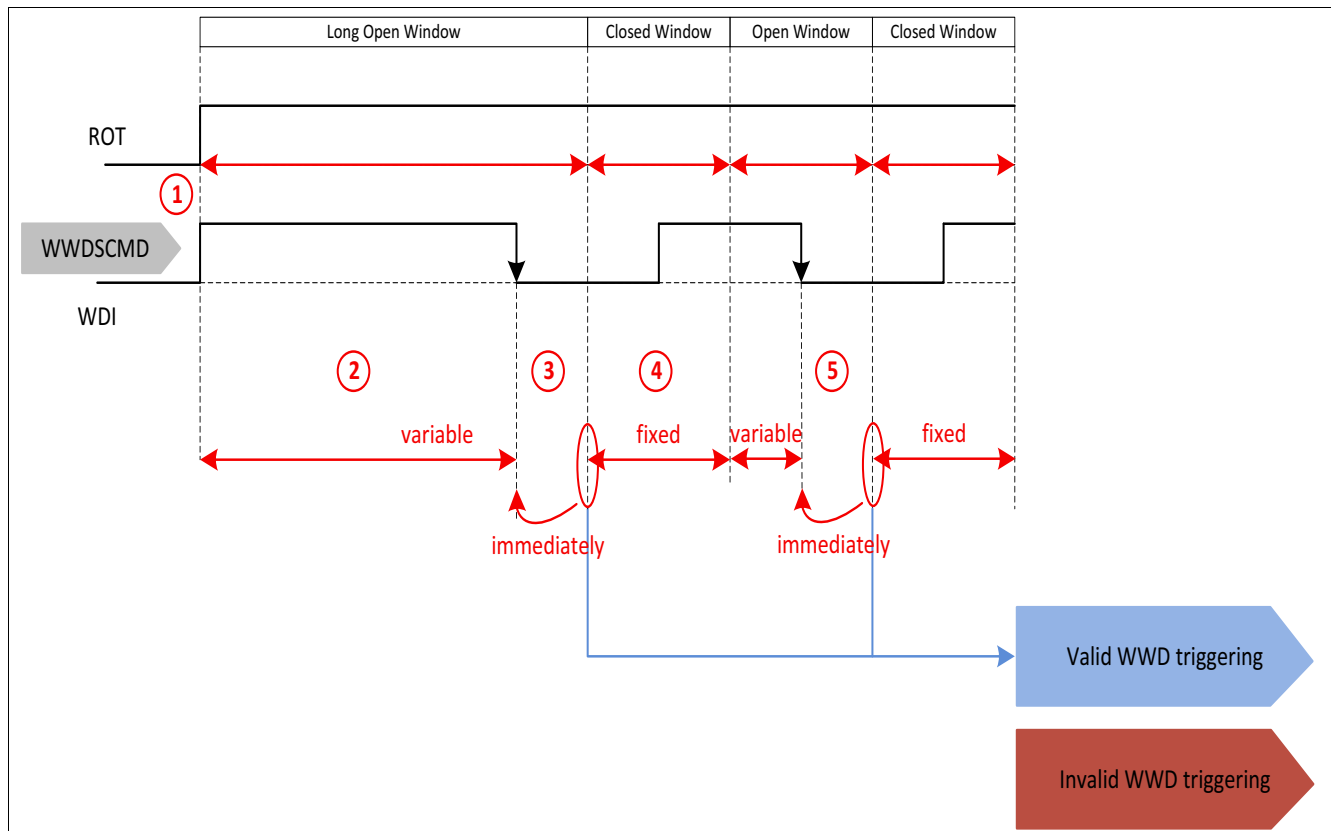 Long Open Window
Closed Window
Open Window
Closed Window
ROT
1
WWDSCMD
WDI
2
3
4
5
variable
fixed
variable
fixed
immediately
immediately
Valid WWD triggering
Invalid WWD triggering